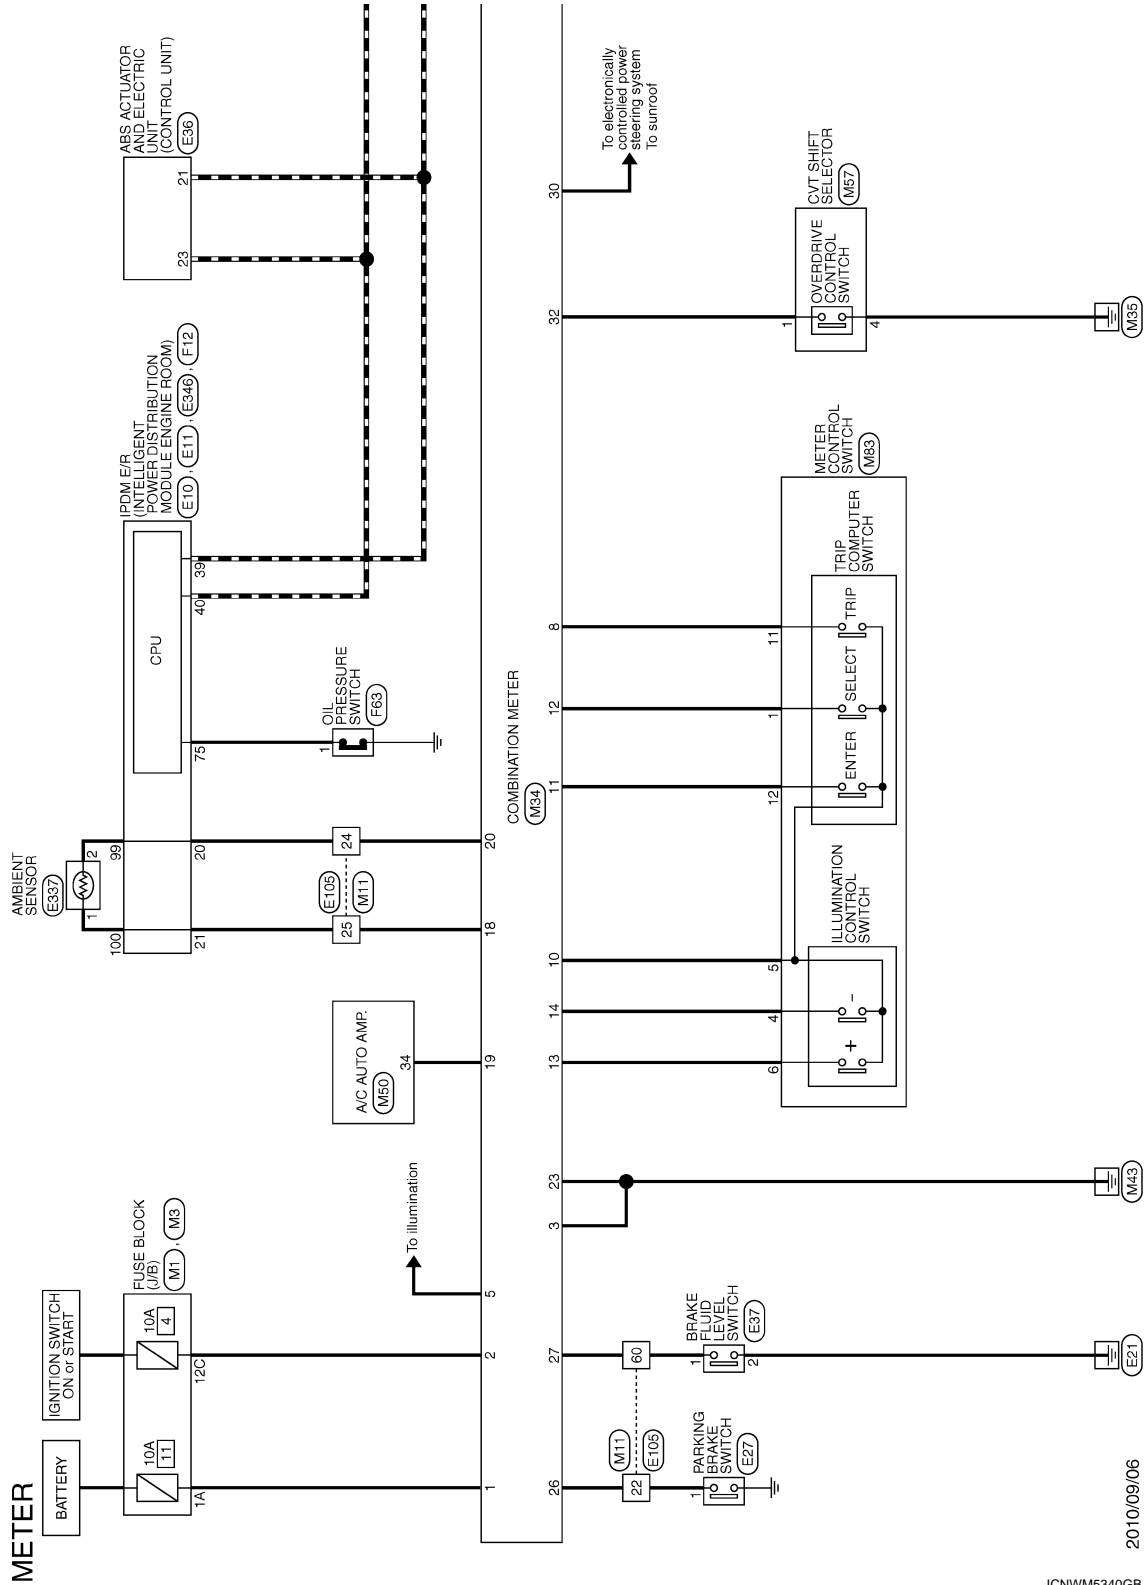 METER
BATTERY
IGNITION SWITCH
ON or START
FUSE BLOCK
(J/B)
M1 , M3
10A
11
10A
4
1A
12C
To illumination
A/C AUTO AMP.
M50
34
AMBIENT
SENSOR
E337
1
2
100
99
21
20
E105
M11
25
24
IPDM E/R
(INTELLIGENT
POWER DISTRIBUTION
MODULE ENGINE ROOM)
E10 , E11 , E346 , F12
CPU
75
40
39
OIL
PRESSURE
SWITCH
F63
1
ABS ACTUATOR
AND ELECTRIC
UNIT
(CONTROL UNIT)
E36
23
21
1
2
5
19
18
20
COMBINATION METER
M34
26
27
3
23
13
14
10
11
12
8
32
30
To electronically
controlled power
steering system
To sunroof
M11
E105
22
60
PARKING
BRAKE
SWITCH
E27
1
BRAKE
FLUID
LEVEL
SWITCH
E37
1
2
6
4
5
12
1
11
METER
CONTROL
SWITCH
M83
ILLUMINATION
CONTROL
SWITCH
+
-
TRIP
COMPUTER
SWITCH
ENTER
SELECT
TRIP
CVT SHIFT
SELECTOR
M57
OVERDRIVE
CONTROL
SWITCH
1
4
E21
M43
M35
2010/09/06
JCNWM5340GB